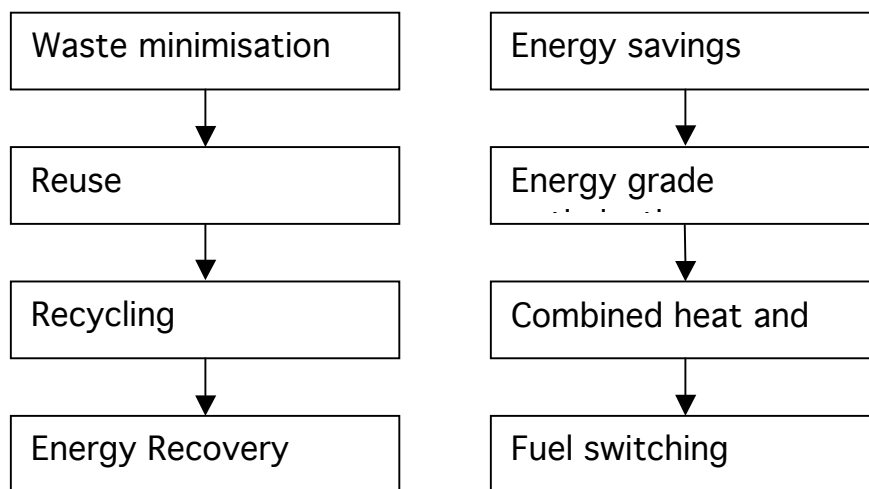 Waste minimisation
Reuse
Recycling
Energy Recovery
Energy savings
Energy grade
Combined heat and
Fuel switching